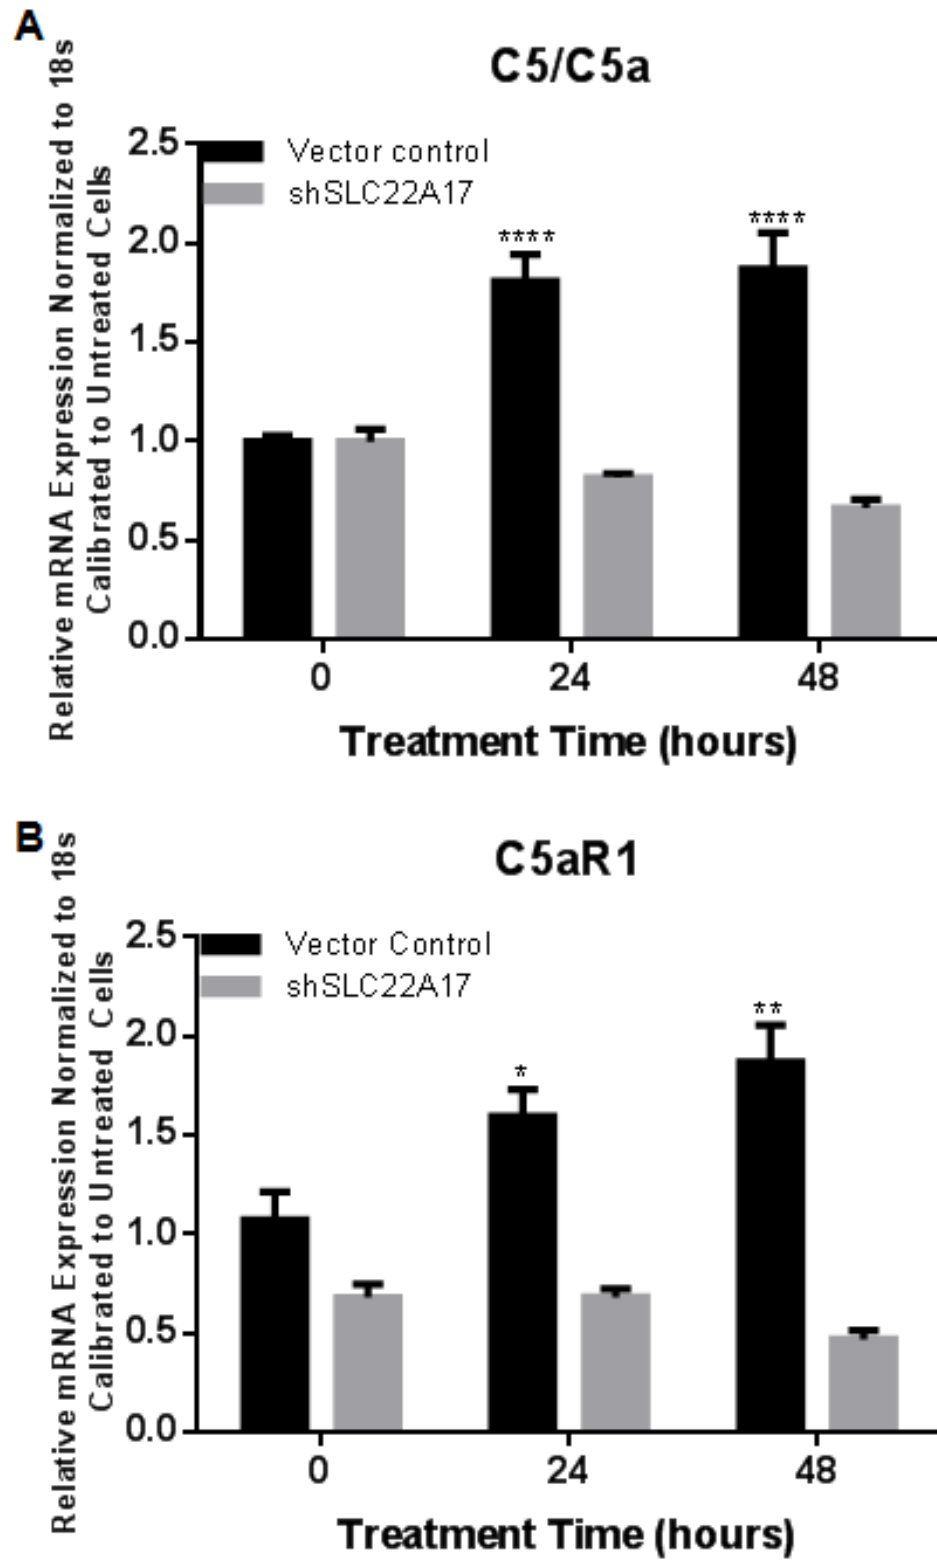 A
C5/C5a
Relative mRNA Expression Normalized to 18s
Calibrated to Untreated Cells
2.5
2.0
1.5
1.0
0.5
0.0
Vector control
shSLC22A17
****
****
0
24
48
Treatment Time (hours)
B
C5aR1
Relative mRNA Expression Normalized to 18s
Calibrated to Untreated Cells
2.5
2.0
1.5
1.0
0.5
0.0
Vector Control
shSLC22A17
*
**
0
24
48
Treatment Time (hours)